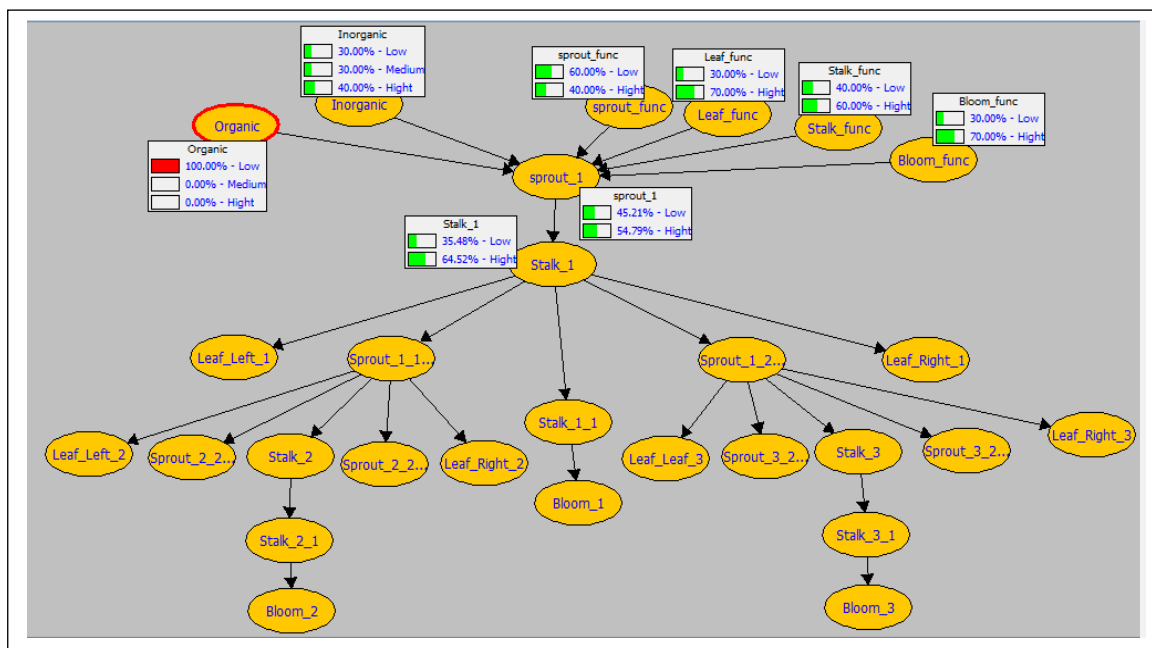 Inorganic
30.00% - Low
30.00% - Medium
40.00% - Hight
Inorganic
sprout_func
60.00% - Low
40.00% - Hight
sprout_func
Leaf_func
30.00% - Low
70.00% - Hight
Leaf_func
Stalk_func
40.00% - Low
60.00% - Hight
Stalk_func
Bloom_func
30.00% - Low
70.00% - Hight
Bloom_func
Organic
Organic
100.00% - Low
0.00% - Medium
0.00% - Hight
sprout_1
sprout_1
45.21% - Low
54.79% - Hight
Stalk_1
35.48% - Low
64.52% - Hight
Stalk_1
Leaf_Left_1
Sprout_1_1...
Sprout_1_2...
Leaf_Right_1
Stalk_1_1
Leaf_Left_2
Sprout_2_2...
Stalk_2
Sprout_2_2...
Leaf_Right_2
Leaf_Leaf_3
Sprout_3_2...
Stalk_3
Sprout_3_2...
Leaf_Right_3
Bloom_1
Stalk_2_1
Stalk_3_1
Bloom_2
Bloom_3